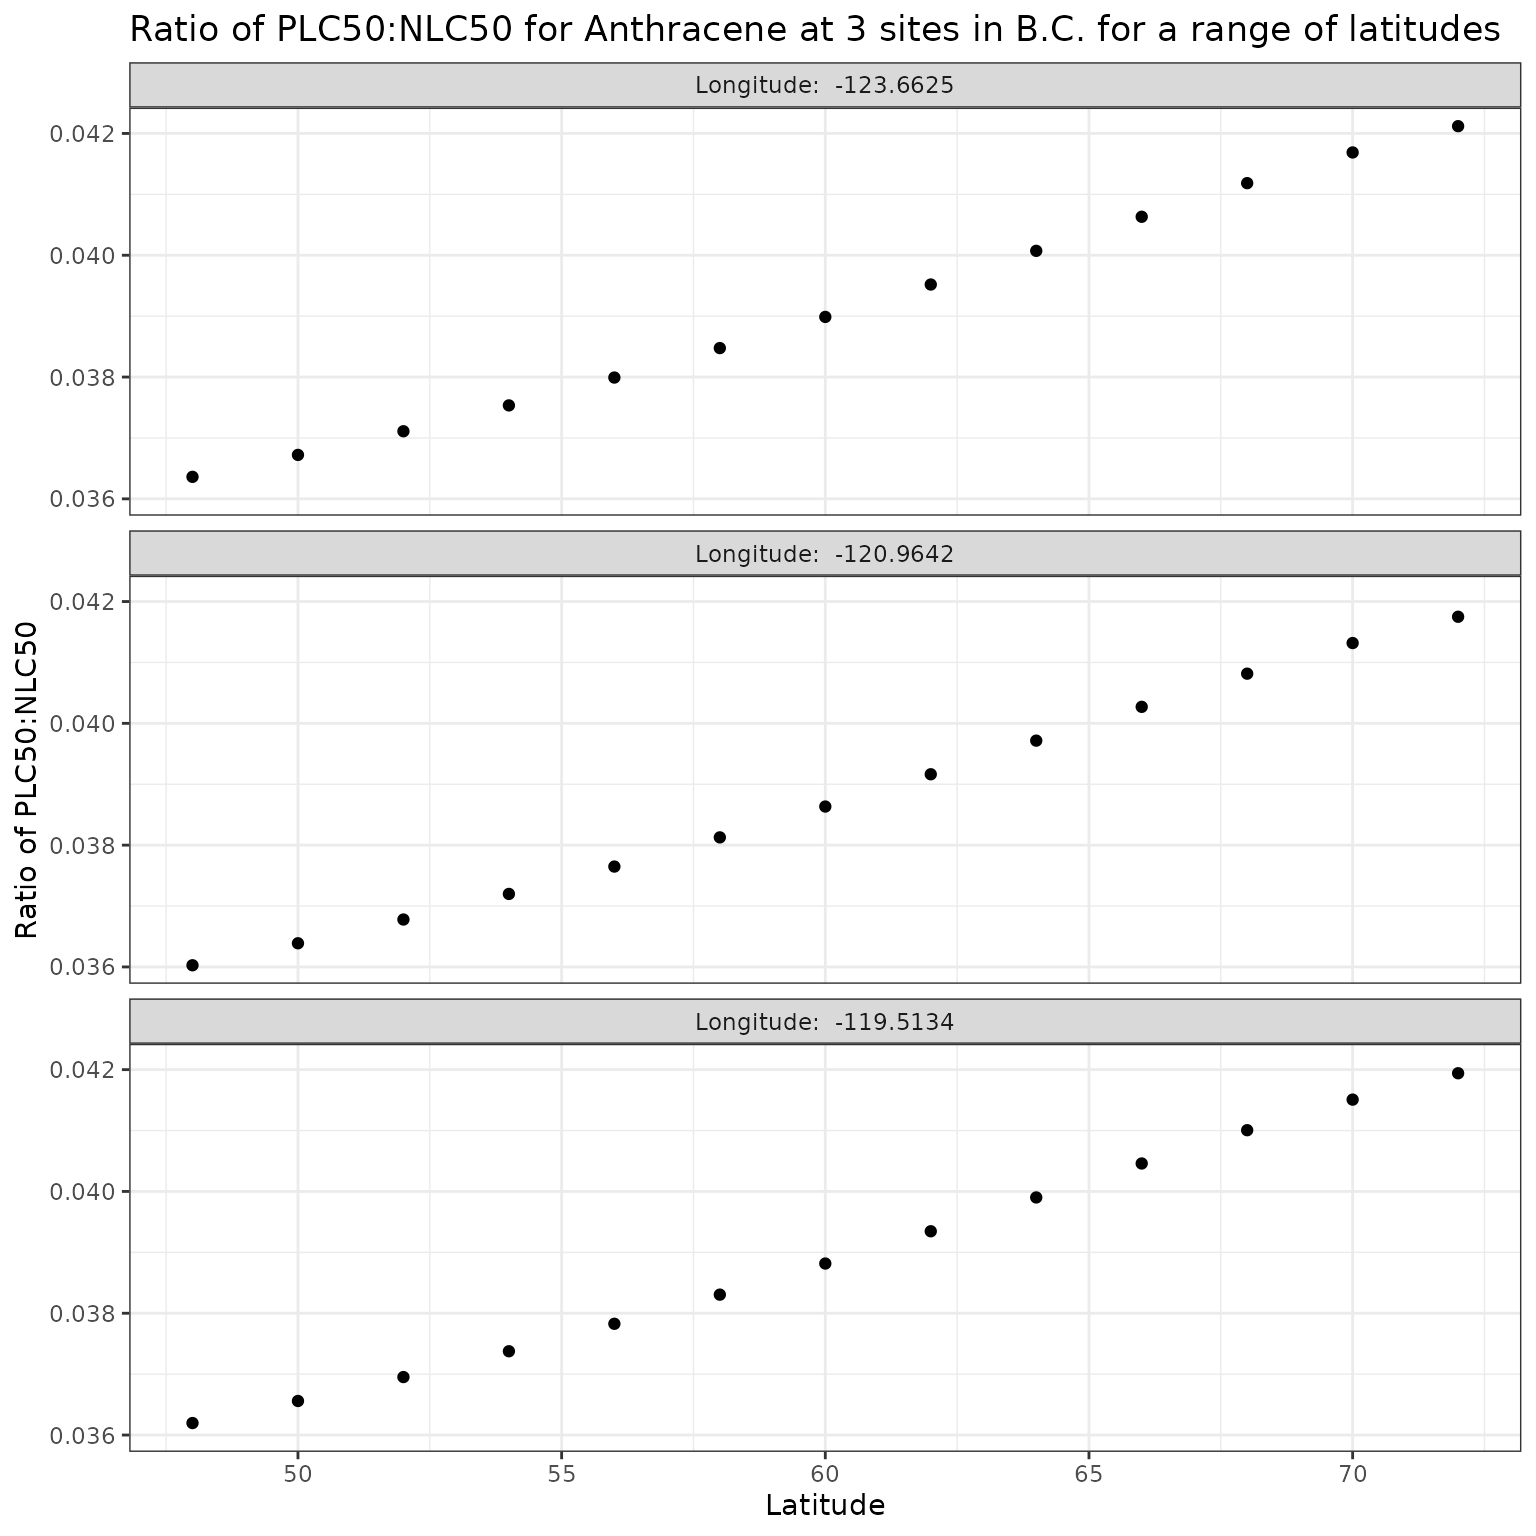 Ratio of PLC50:NLC50 for Anthracene at 3 sites in B.C. for a range of latitudes
Longitude:  -123.6625
0.042
0.040
0.038
0.036
Longitude:  -120.9642
0.042
0.040
0.038
0.036
Ratio of PLC50:NLC50
Longitude:  -119.5134
0.042
0.040
0.038
0.036
50 55 60 65 70
Latitude